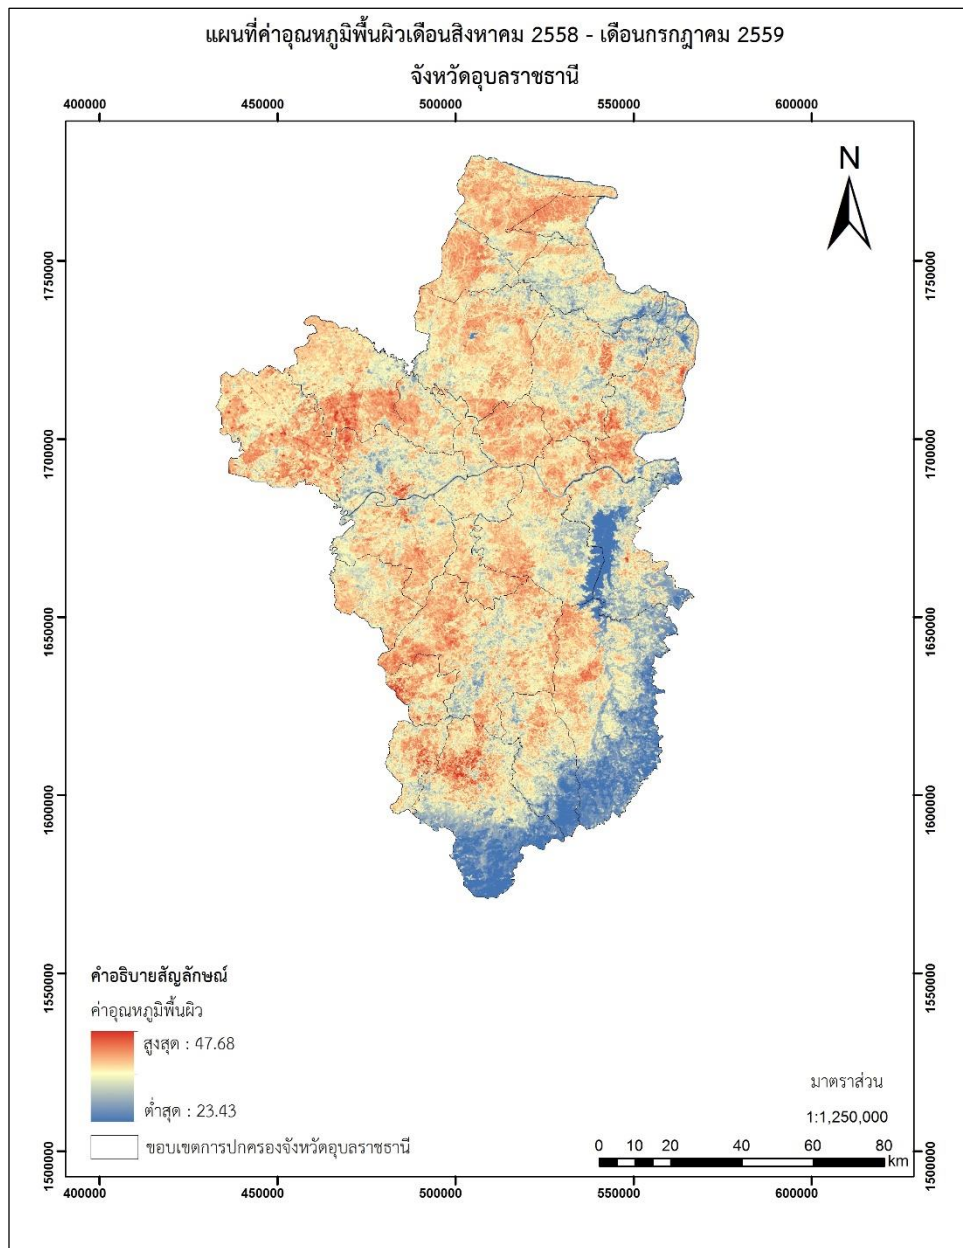 แผนที่ค่าอุณหภูมิพื้นผิวเดือนสิงหาคม 2558 - เดือนกรกฎาคม 2559
จังหวัดอุบลราชธานี
400000 450000 500000 550000 600000
N
1750000 1750000
1700000 1700000
1650000 1650000
1600000 1600000
1550000 1550000
1500000 1500000
คำอธิบายสัญลักษณ์
ค่าอุณหภูมิพื้นผิว
สูงสุด : 47.68
ต่ำสุด : 23.43
ขอบเขตการปกครองจังหวัดอุบลราชธานี
มาตราส่วน
1:1,250,000
0 10 20 40 60 80
km
400000 450000 500000 550000 600000